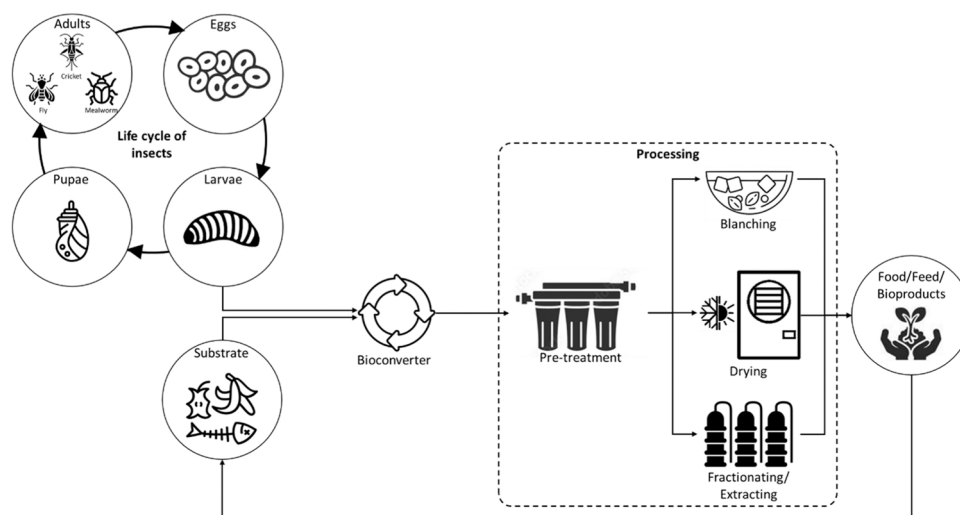 Adults
Cricket
Fly
Mealworm
Eggs
Life cycle of
insects
Pupae
Larvae
Substrate
Bioconverter
Processing
Pre-treatment
Blanching
Drying
Fractionating/
Extracting
Food/Feed/
Bioproducts